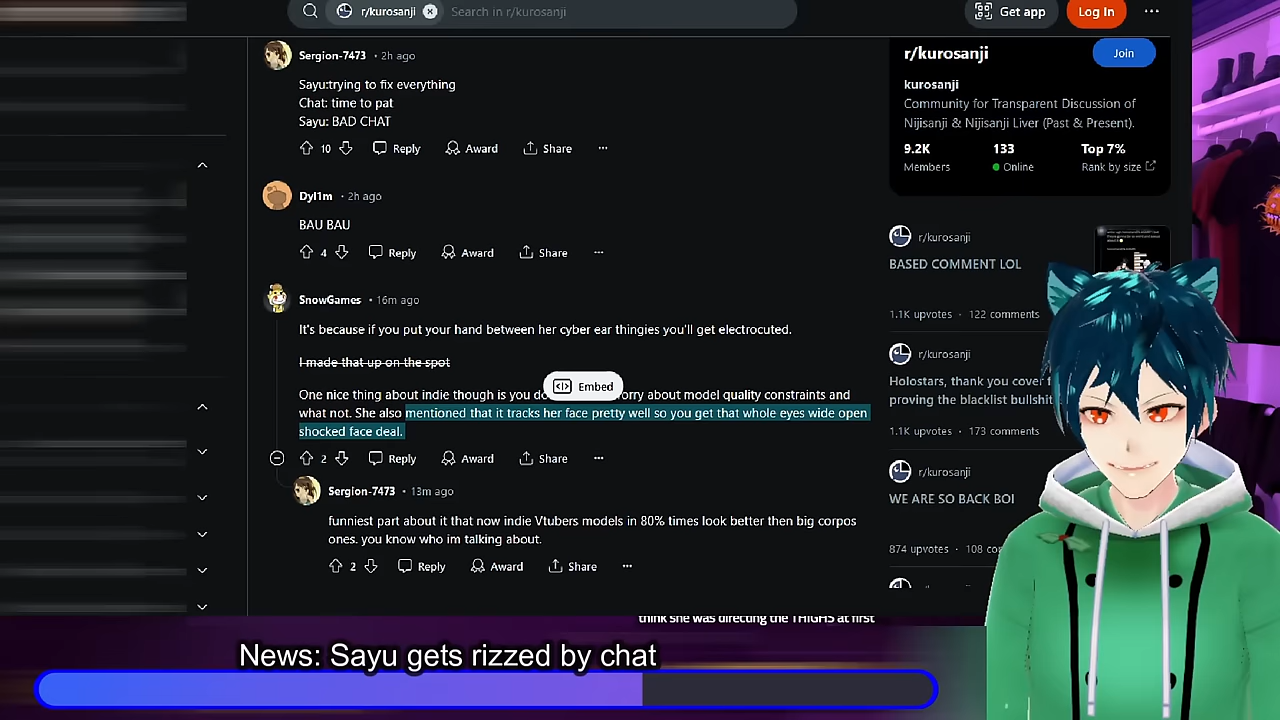 r/kurosanji
Search in r/kurosanji
Get app
Log In
Sergion-7473 • 2h ago
Sayu:trying to fix everything
Chat: time to pat
Sayu: BAD CHAT
10 Reply Award Share
Dyl1m • 2h ago
BAU BAU
4 Reply Award Share
SnowGames • 16m ago
It's because if you put your hand between her cyber ear thingies you'll get electrocuted.
I made that up on the spot
Embed
One nice thing about indie though is you do orry about model quality constraints and
what not. She also mentioned that it tracks her face pretty well so you get that whole eyes wide open
shocked face deal.
2 Reply Award Share
Sergion-7473 • 13m ago
funniest part about it that now indie Vtubers models in 80% times look better then big corpos
ones. you know who im talking about.
2 Reply Award Share
r/kurosanji
Join
kurosanji
Community for Transparent Discussion of
Nijisanji & Nijisanji Liver (Past & Present).
9.2K 133 Top 7%
Members Online Rank by size
r/kurosanji
BASED COMMENT LOL
1.1K upvotes • 122 comments
r/kurosanji
Holostars, thank you cover f
proving the blacklist bullshit
1.1K upvotes • 173 comments
r/kurosanji
WE ARE SO BACK BOI
874 upvotes • 108 co
think she was directing the THIGHS at first
News: Sayu gets rizzed by chat